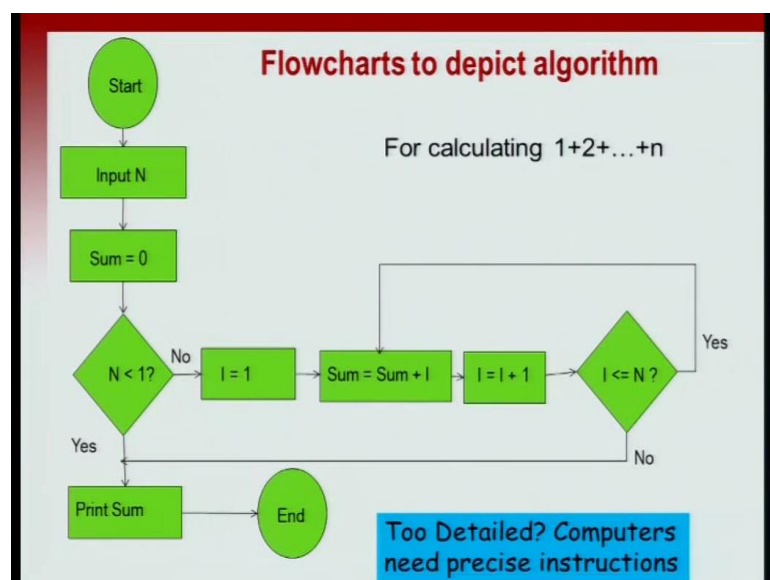 Flowcharts to depict algorithm
For calculating 1+2+...+n
Start
Input N
Sum = 0
N < 1?
No
I = 1
Sum = Sum + I
I = I + 1
I <= N ?
Yes
Yes
No
Print Sum
End
Too Detailed? Computers
need precise instructions